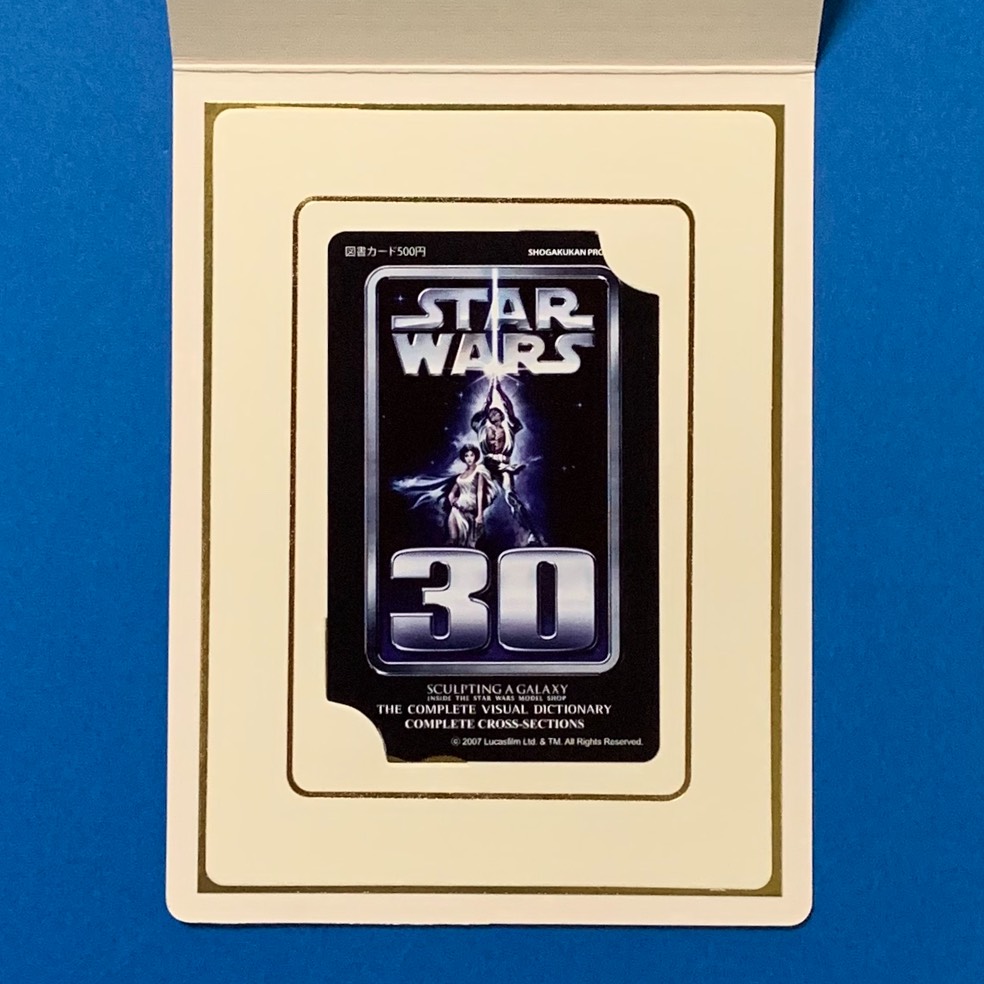 図書カード500円
SHOGAKUKAN PRO
STAR
WARS
30
SCULPTING A GALAXY
INSIDE THE STAR WARS MODEL SHOP
THE COMPLETE VISUAL DICTIONARY
COMPLETE CROSS-SECTIONS
© 2007 Lucasfilm Ltd. & TM. All Rights Reserved.